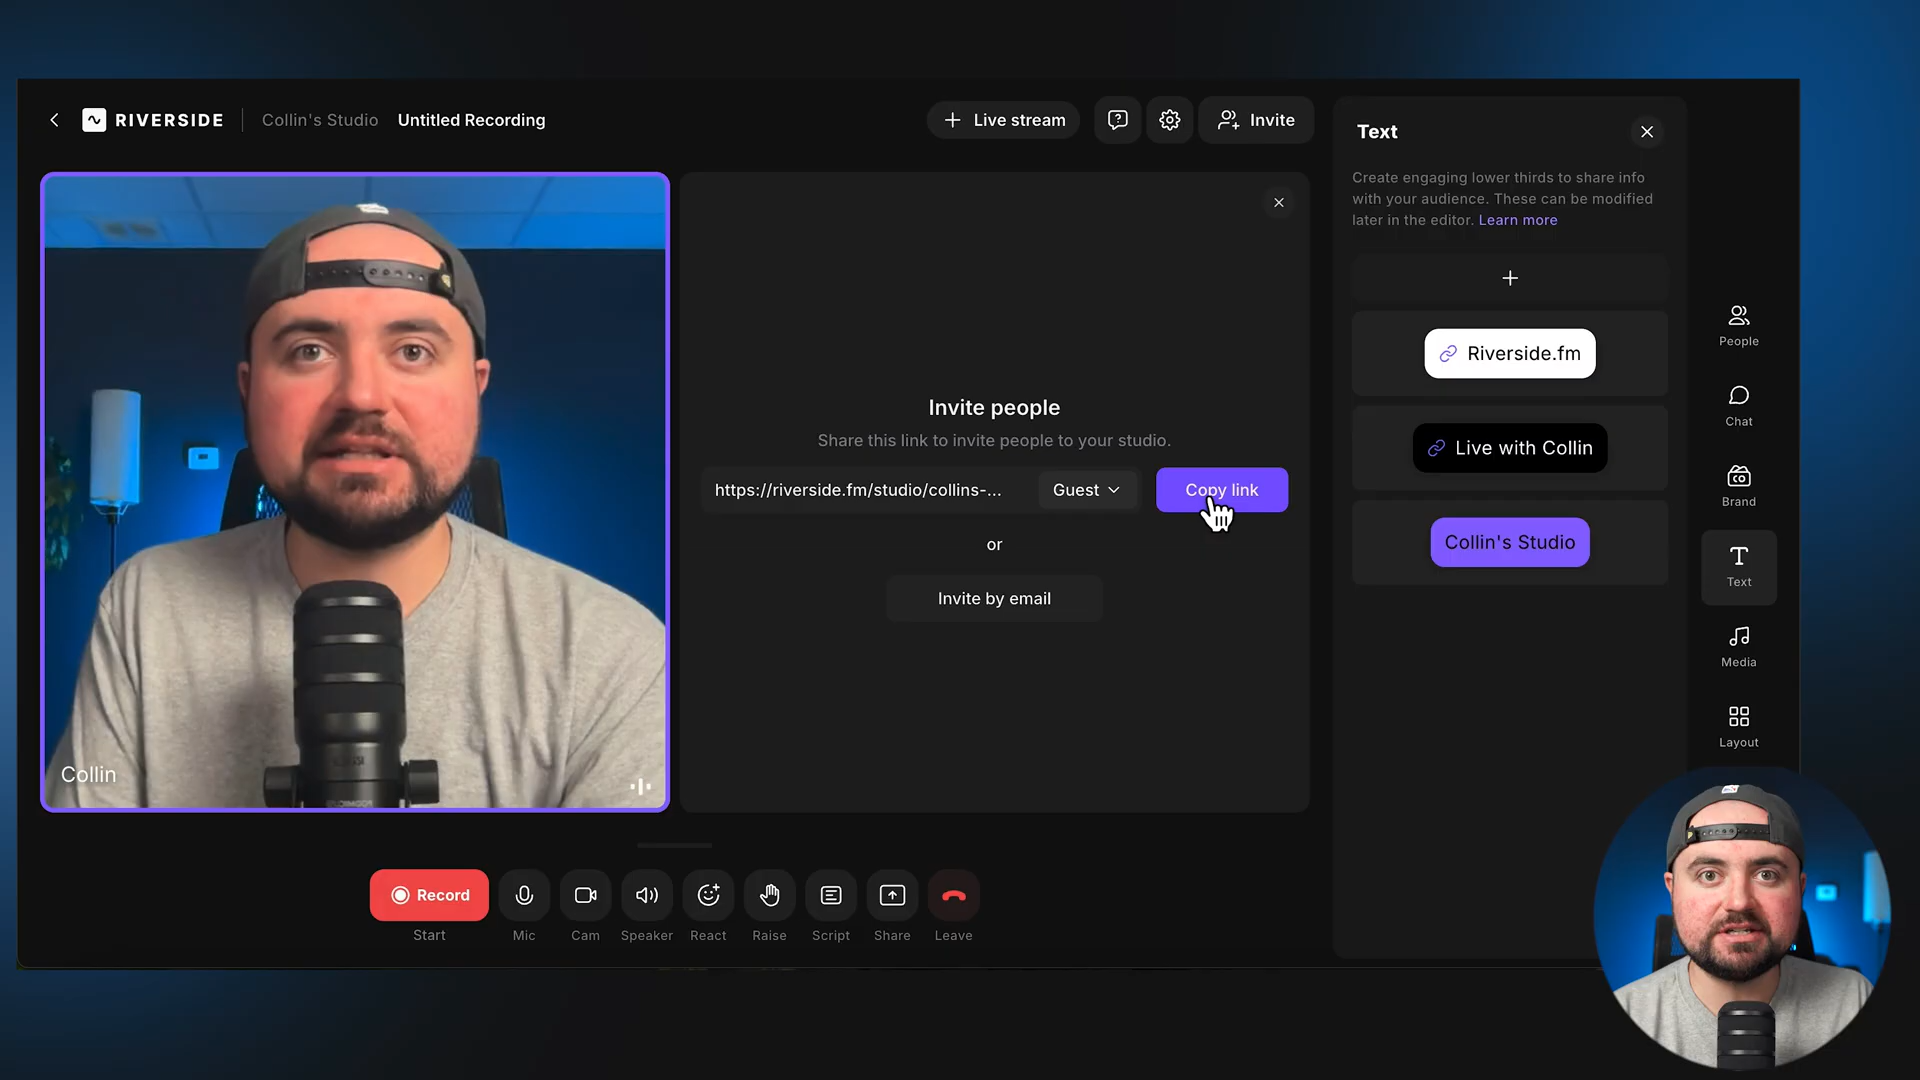 RIVERSIDE
Collin's Studio
Untitled Recording
Live stream
Invite
Text
Create engaging lower thirds to share info
with your audience. These can be modified
later in the editor. Learn more
Riverside.fm
Live with Collin
Collin's Studio
People
Chat
Brand
Text
Media
Layout
Invite people
Share this link to invite people to your studio.
https://riverside.fm/studio/collins-...
Guest
Copy link
or
Invite by email
Collin
Record
Start
Mic
Cam
Speaker
React
Raise
Script
Share
Leave